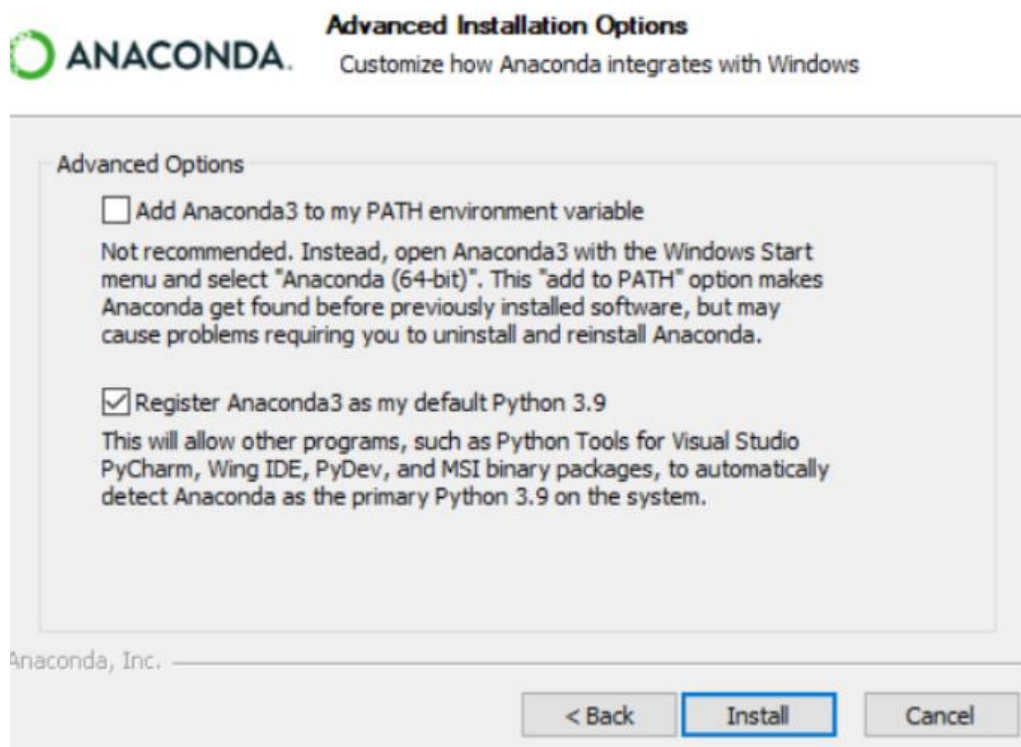 ANACONDA.
Advanced Installation Options
Customize how Anaconda integrates with Windows
Advanced Options
Add Anaconda3 to my PATH environment variable
Not recommended. Instead, open Anaconda3 with the Windows Start
menu and select "Anaconda (64-bit)". This "add to PATH" option makes
Anaconda get found before previously installed software, but may
cause problems requiring you to uninstall and reinstall Anaconda.
Register Anaconda3 as my default Python 3.9
This will allow other programs, such as Python Tools for Visual Studio
PyCharm, Wing IDE, PyDev, and MSI binary packages, to automatically
detect Anaconda as the primary Python 3.9 on the system.
Anaconda, Inc.
< Back
Install
Cancel